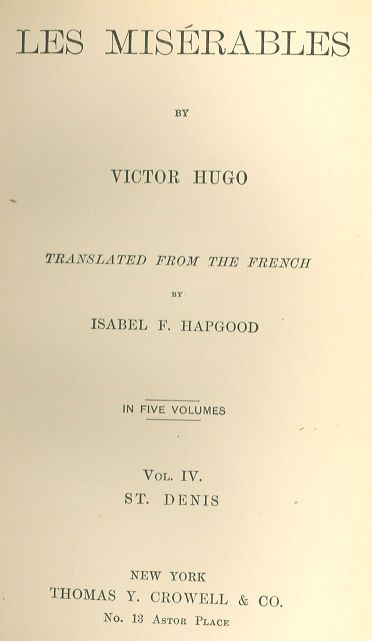 LES MISÉRABLES
BY
VICTOR HUGO
TRANSLATED FROM THE FRENCH
BY
ISABEL F. HAPGOOD
IN FIVE VOLUMES
VOL. IV.
ST. DENIS
NEW YORK
THOMAS Y. CROWELL & CO.
No. 13 ASTOR PLACE